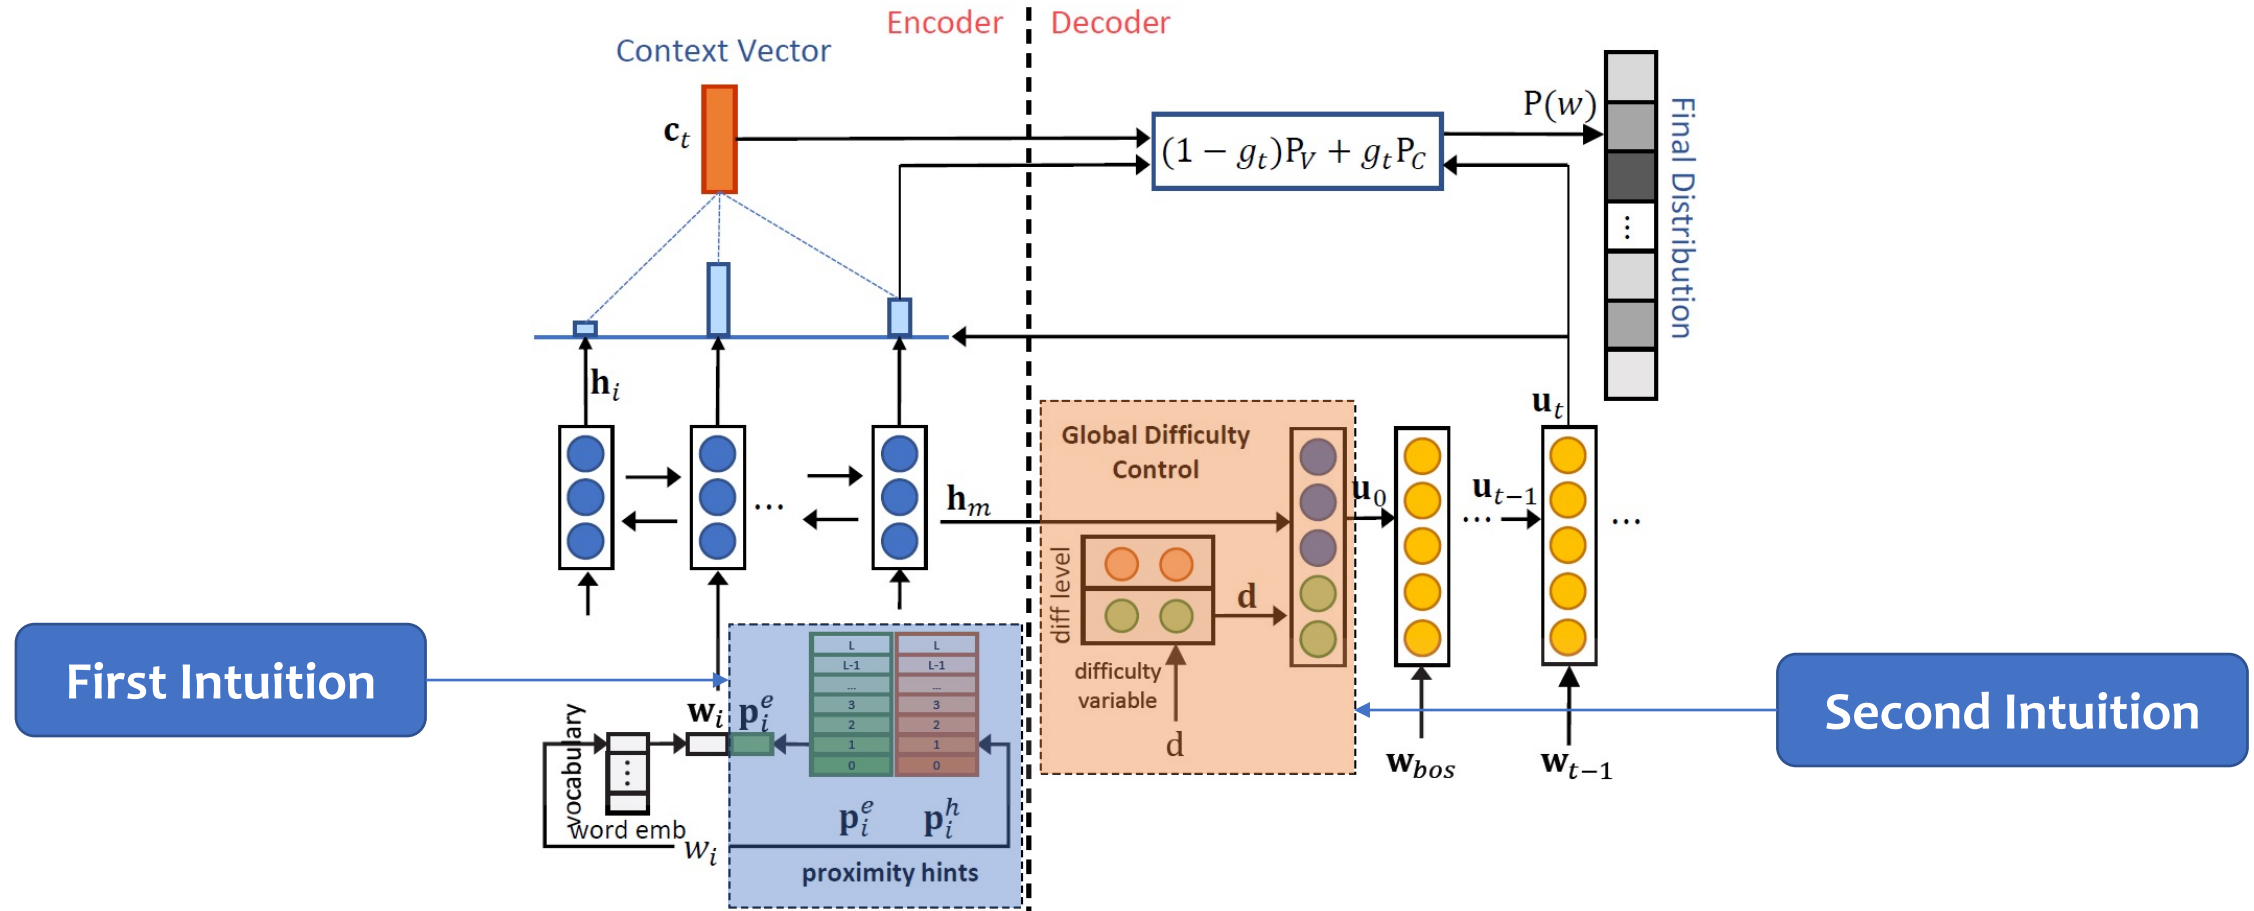 Encoder
Decoder
Context Vector
c_t
(1 − g_t)P_V + g_t P_C
P(w)
Final Distribution
⋮
h_i
...
h_m
Global Difficulty
Control
diff level
d
difficulty
variable
d
u_0
...
u_{t−1}
u_t
...
w_bos
w_{t−1}
First Intuition
Second Intuition
L L
L-1 L-1
... ...
3 3
2 2
1 1
0 0
w_i p_i^e
vocabulary
⋮
word emb
w_i
p_i^e p_i^h
proximity hints